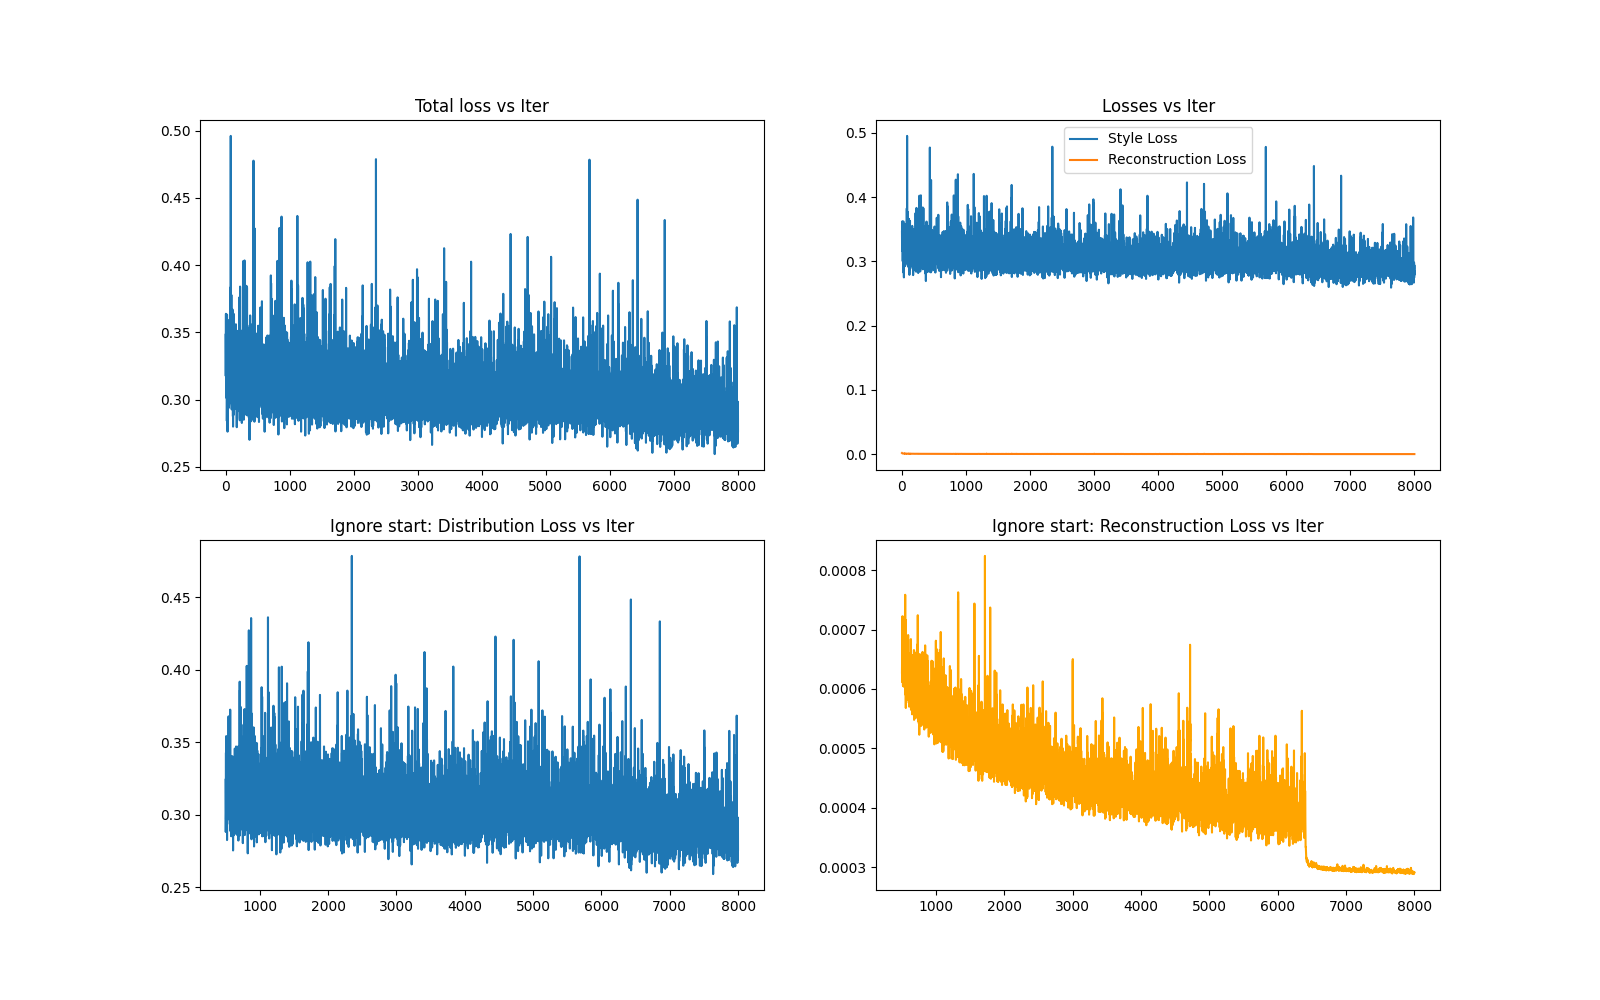 Total loss vs Iter
0.50
0.45
0.40
0.35
0.30
0.25
0 1000 2000 3000 4000 5000 6000 7000 8000
Losses vs Iter
Style Loss
Reconstruction Loss
0.5
0.4
0.3
0.2
0.1
0.0
0 1000 2000 3000 4000 5000 6000 7000 8000
Ignore start: Distribution Loss vs Iter
0.45
0.40
0.35
0.30
0.25
1000 2000 3000 4000 5000 6000 7000 8000
Ignore start: Reconstruction Loss vs Iter
0.0008
0.0007
0.0006
0.0005
0.0004
0.0003
1000 2000 3000 4000 5000 6000 7000 8000